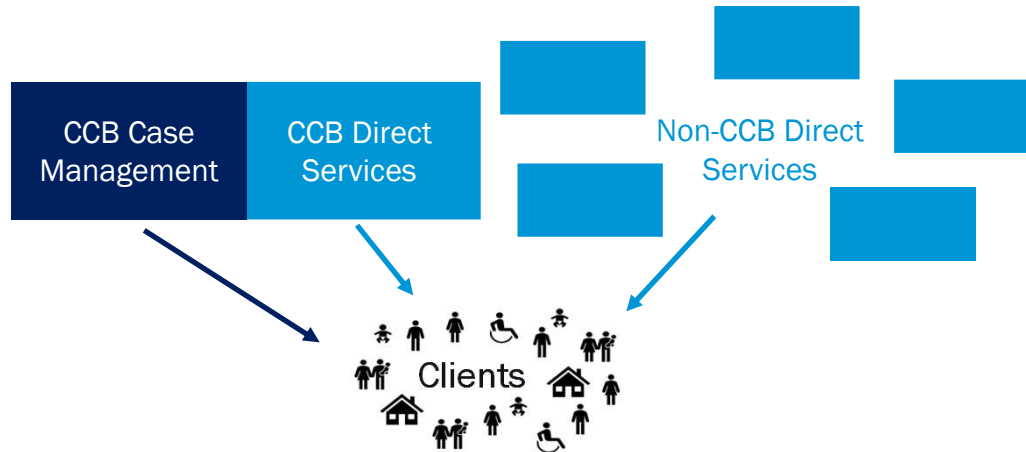 CCB Case
Management
CCB Direct
Services
Non-CCB Direct
Services
Clients